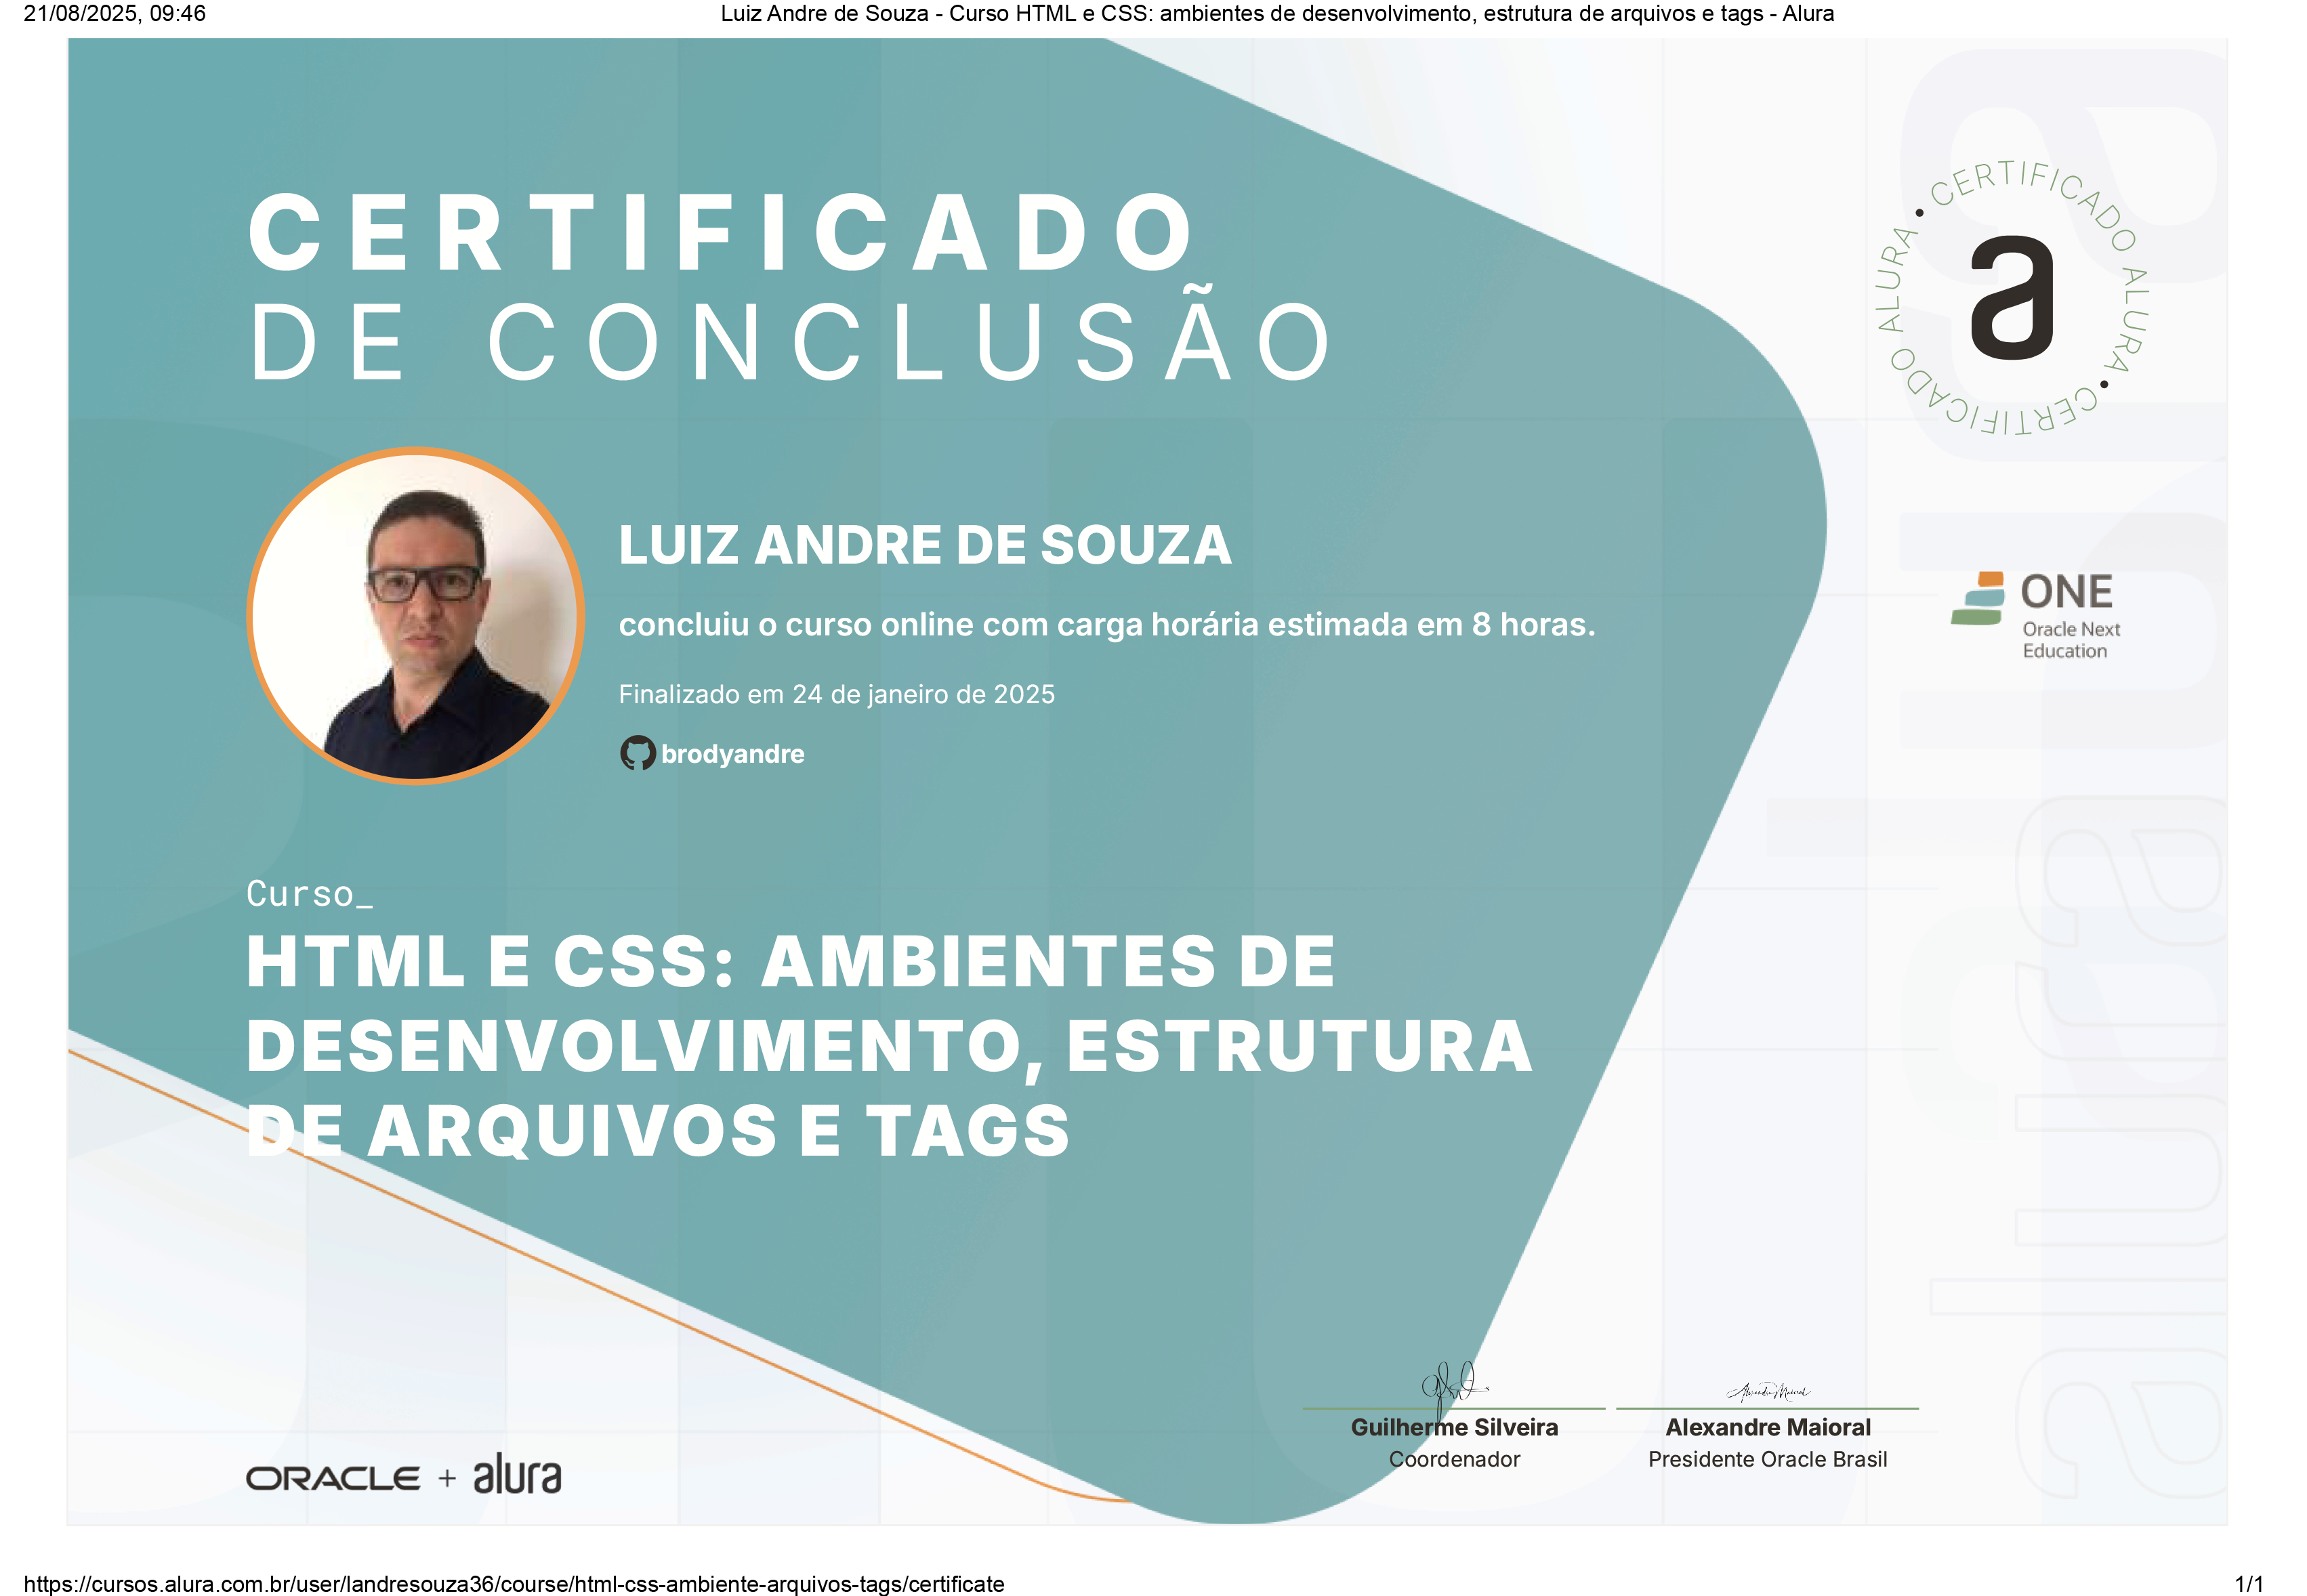 21/08/2025, 09:46
Luiz Andre de Souza - Curso HTML e CSS: ambientes de desenvolvimento, estrutura de arquivos e tags - Alura
CERTIFICADO
DE CONCLUSÃO
CERTIFICADO ALURA • CERTIFICADO ALURA •
a
LUIZ ANDRE DE SOUZA
concluiu o curso online com carga horária estimada em 8 horas.
Finalizado em 24 de janeiro de 2025
brodyandre
ONE
Oracle Next
Education
Curso_
HTML E CSS: AMBIENTES DE
DESENVOLVIMENTO, ESTRUTURA
DE ARQUIVOS E TAGS
alura
Guilherme Silveira
Coordenador
Alexandre Maioral
Presidente Oracle Brasil
ORACLE + alura
https://cursos.alura.com.br/user/landresouza36/course/html-css-ambiente-arquivos-tags/certificate
1/1